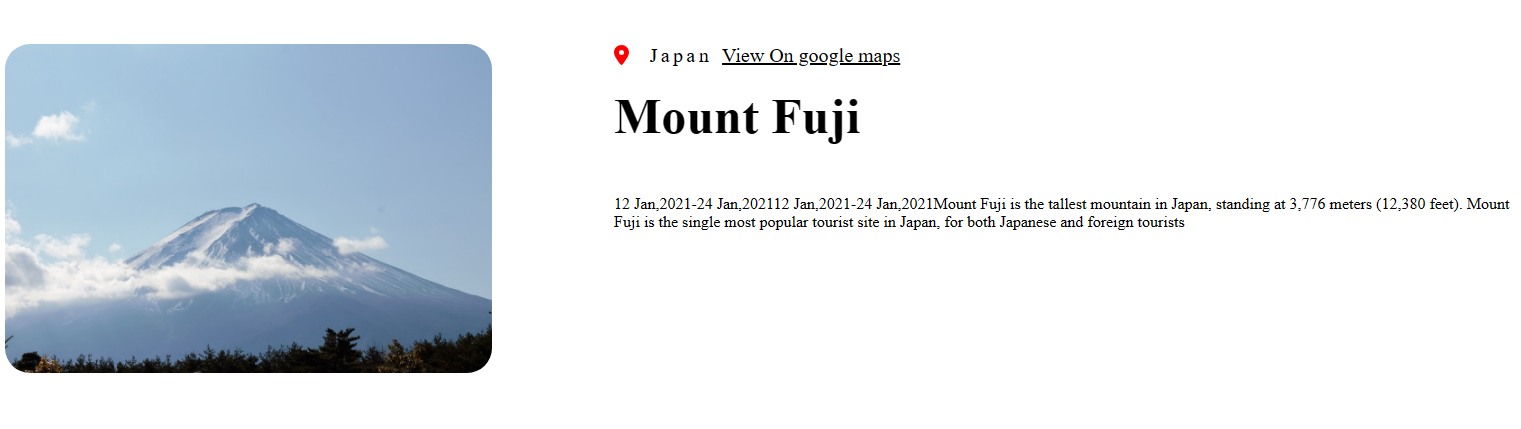 Japan View On google maps
Mount Fuji
12 Jan,2021-24 Jan,202112 Jan,2021-24 Jan,2021Mount Fuji is the tallest mountain in Japan, standing at 3,776 meters (12,380 feet). Mount
Fuji is the single most popular tourist site in Japan, for both Japanese and foreign tourists